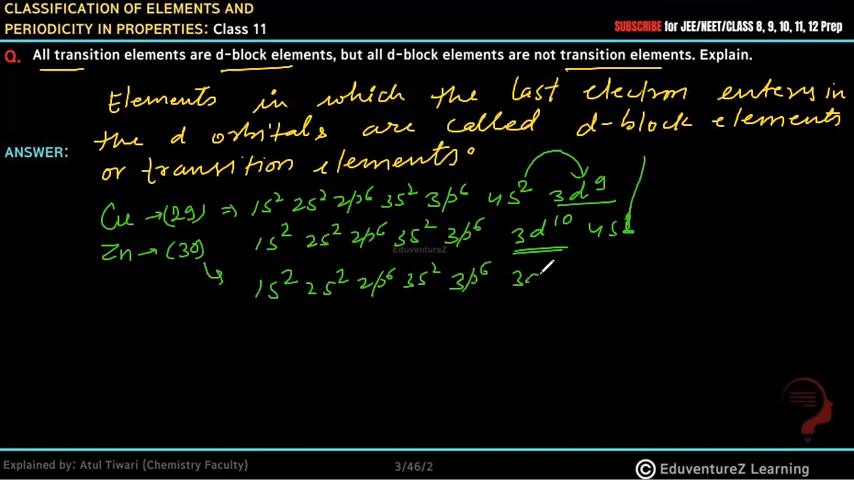 CLASSIFICATION OF ELEMENTS AND
PERIODICITY IN PROPERTIES: Class 11
SUBSCRIBE for JEE/NEET/CLASS 8, 9, 10, 11, 12 Prep
Q. All transition elements are d-block elements, but all d-block elements are not transition elements. Explain.
Elements in which the last electron enters in
the d orbitals are called d-block elements
ANSWER:
or transition elements.
Cu → (29) ⇒ 1s² 2s² 2p⁶ 3s² 3p⁶ 4s² 3d⁹
1s² 2s² 2p⁶ 3s² 3p⁶ 3d¹⁰ 4s¹
Zn → (30)
EduventureZ
1s² 2s² 2p⁶ 3s² 3p⁶ 3
Explained by: Atul Tiwari (Chemistry Faculty)
3/46/2
© EduventureZ Learning